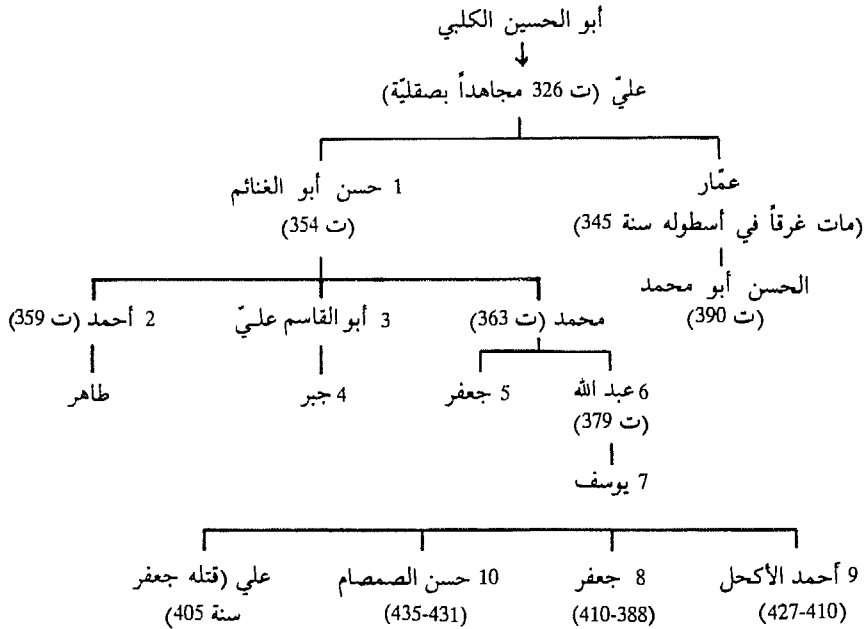 أبو الحسين الكلبي
عليّ (ت 326 مجاهداً بصقليّة)
عمّار
1 حسن أبو الغنائم
(مات غرقاً في أسطوله سنة 345)
(ت 354)
الحسن أبو محمد
(ت 390)
محمد (ت 363)
3 أبو القاسم عليّ
2 أحمد (ت 359)
6 عبد الله
5 جعفر
4 جبر
طاهر
(ت 379)
7 يوسف
9 أحمد الأكحل
8 جعفر
10 حسن الصمصام
علي (قتله جعفر
(427-410)
(410-388)
(435-431)
سنة 405)